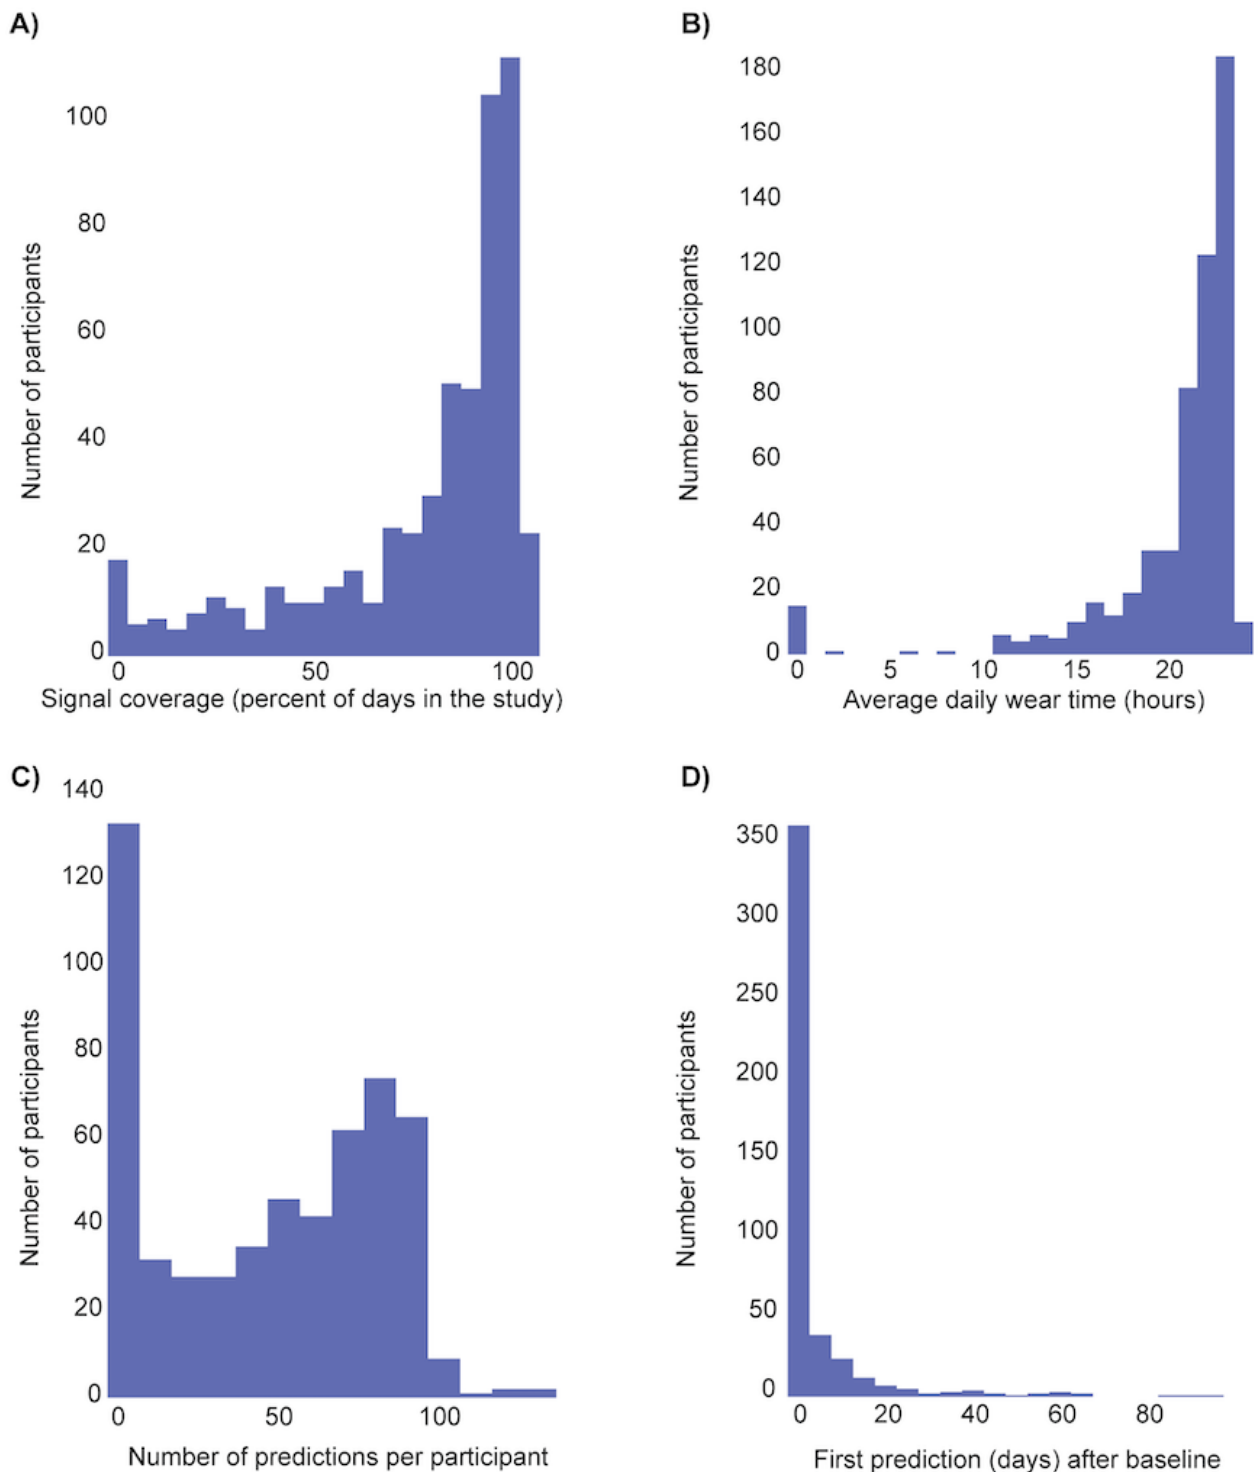 A)
100
80
60
40
20
0
Number of participants
0 50 100
Signal coverage (percent of days in the study)
B)
180
160
140
120
100
80
60
40
20
0
Number of participants
0 5 10 15 20
Average daily wear time (hours)
C)
140
120
100
80
60
40
20
0
Number of participants
0 50 100
Number of predictions per participant
D)
350
300
250
200
150
100
50
0
Number of participants
0 20 40 60 80
First prediction (days) after baseline